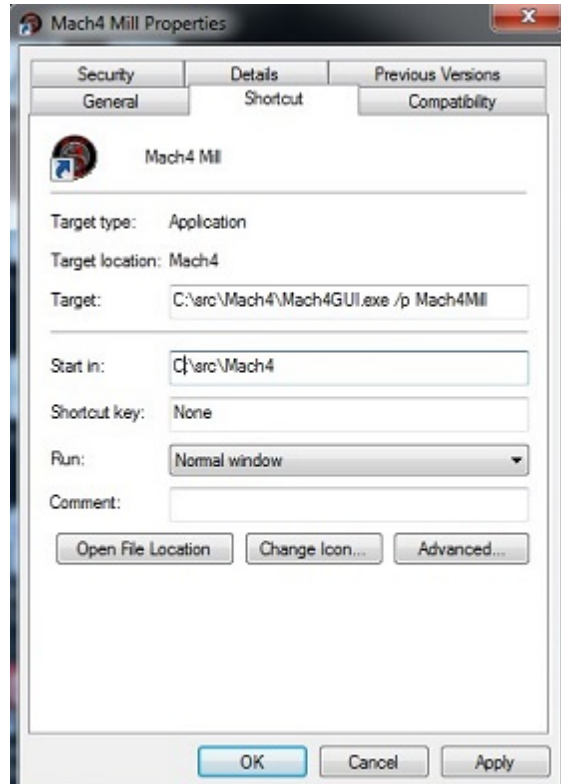 Mach4 Mill Properties
Security Details Previous Versions
General Shortcut Compatibility
Mach4 Mill
Target type: Application
Target location: Mach4
Target: C:\src\Mach4\Mach4GUI.exe /p Mach4Mill
Start in: C:\src\Mach4
Shortcut key: None
Run: Normal window
Comment:
Open File Location Change Icon... Advanced...
OK Cancel Apply